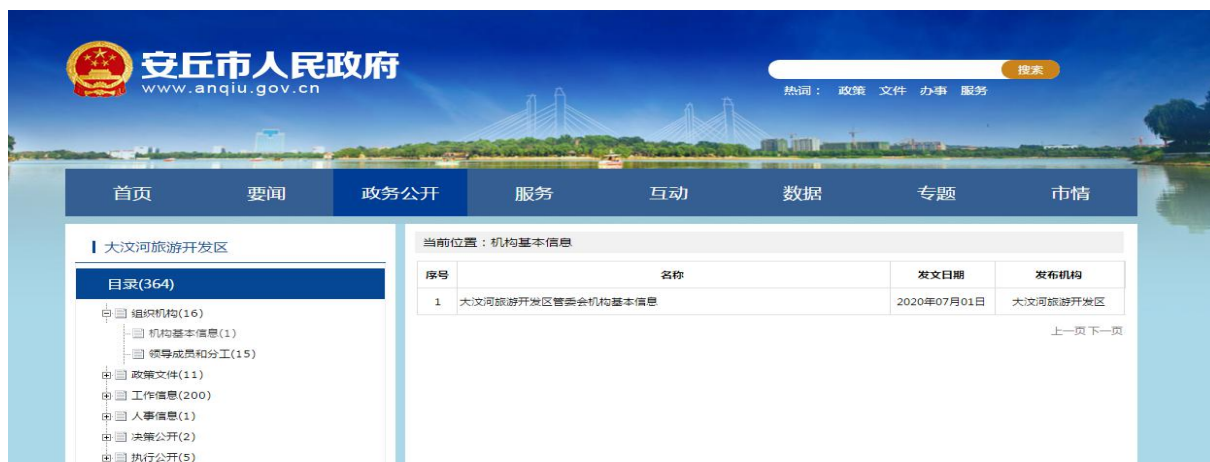 安丘市人民政府
www.anqiu.gov.cn
搜索
热词： 政策 文件 办事 服务
首页 要闻 政务公开 服务 互动 数据 专题 市情
大汶河旅游开发区
目录(364)
组织机构(16)
机构基本信息(1)
领导成员和分工(15)
政策文件(11)
工作信息(200)
人事信息(1)
决策公开(2)
执行公开(5)
当前位置：机构基本信息
序号 名称 发文日期 发布机构
1 大汶河旅游开发区管委会机构基本信息 2020年07月01日 大汶河旅游开发区
上一页 下一页